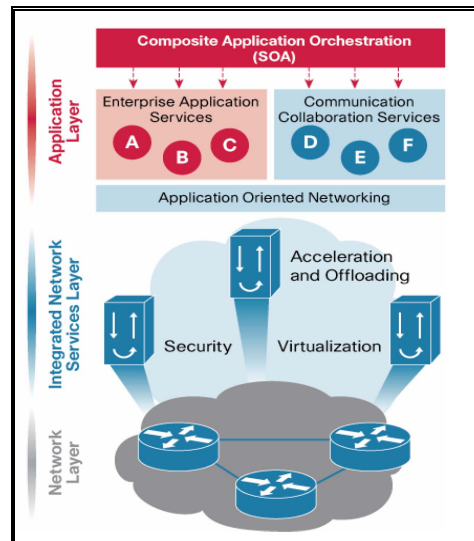 Composite Application Orchestration
(SOA)
Application
Layer
Enterprise Application
Services
A
B
C
Communication
Collaboration Services
D
E
F
Application Oriented Networking
Integrated Network
Services Layer
Acceleration
and Offloading
Security
Virtualization
Network
Layer